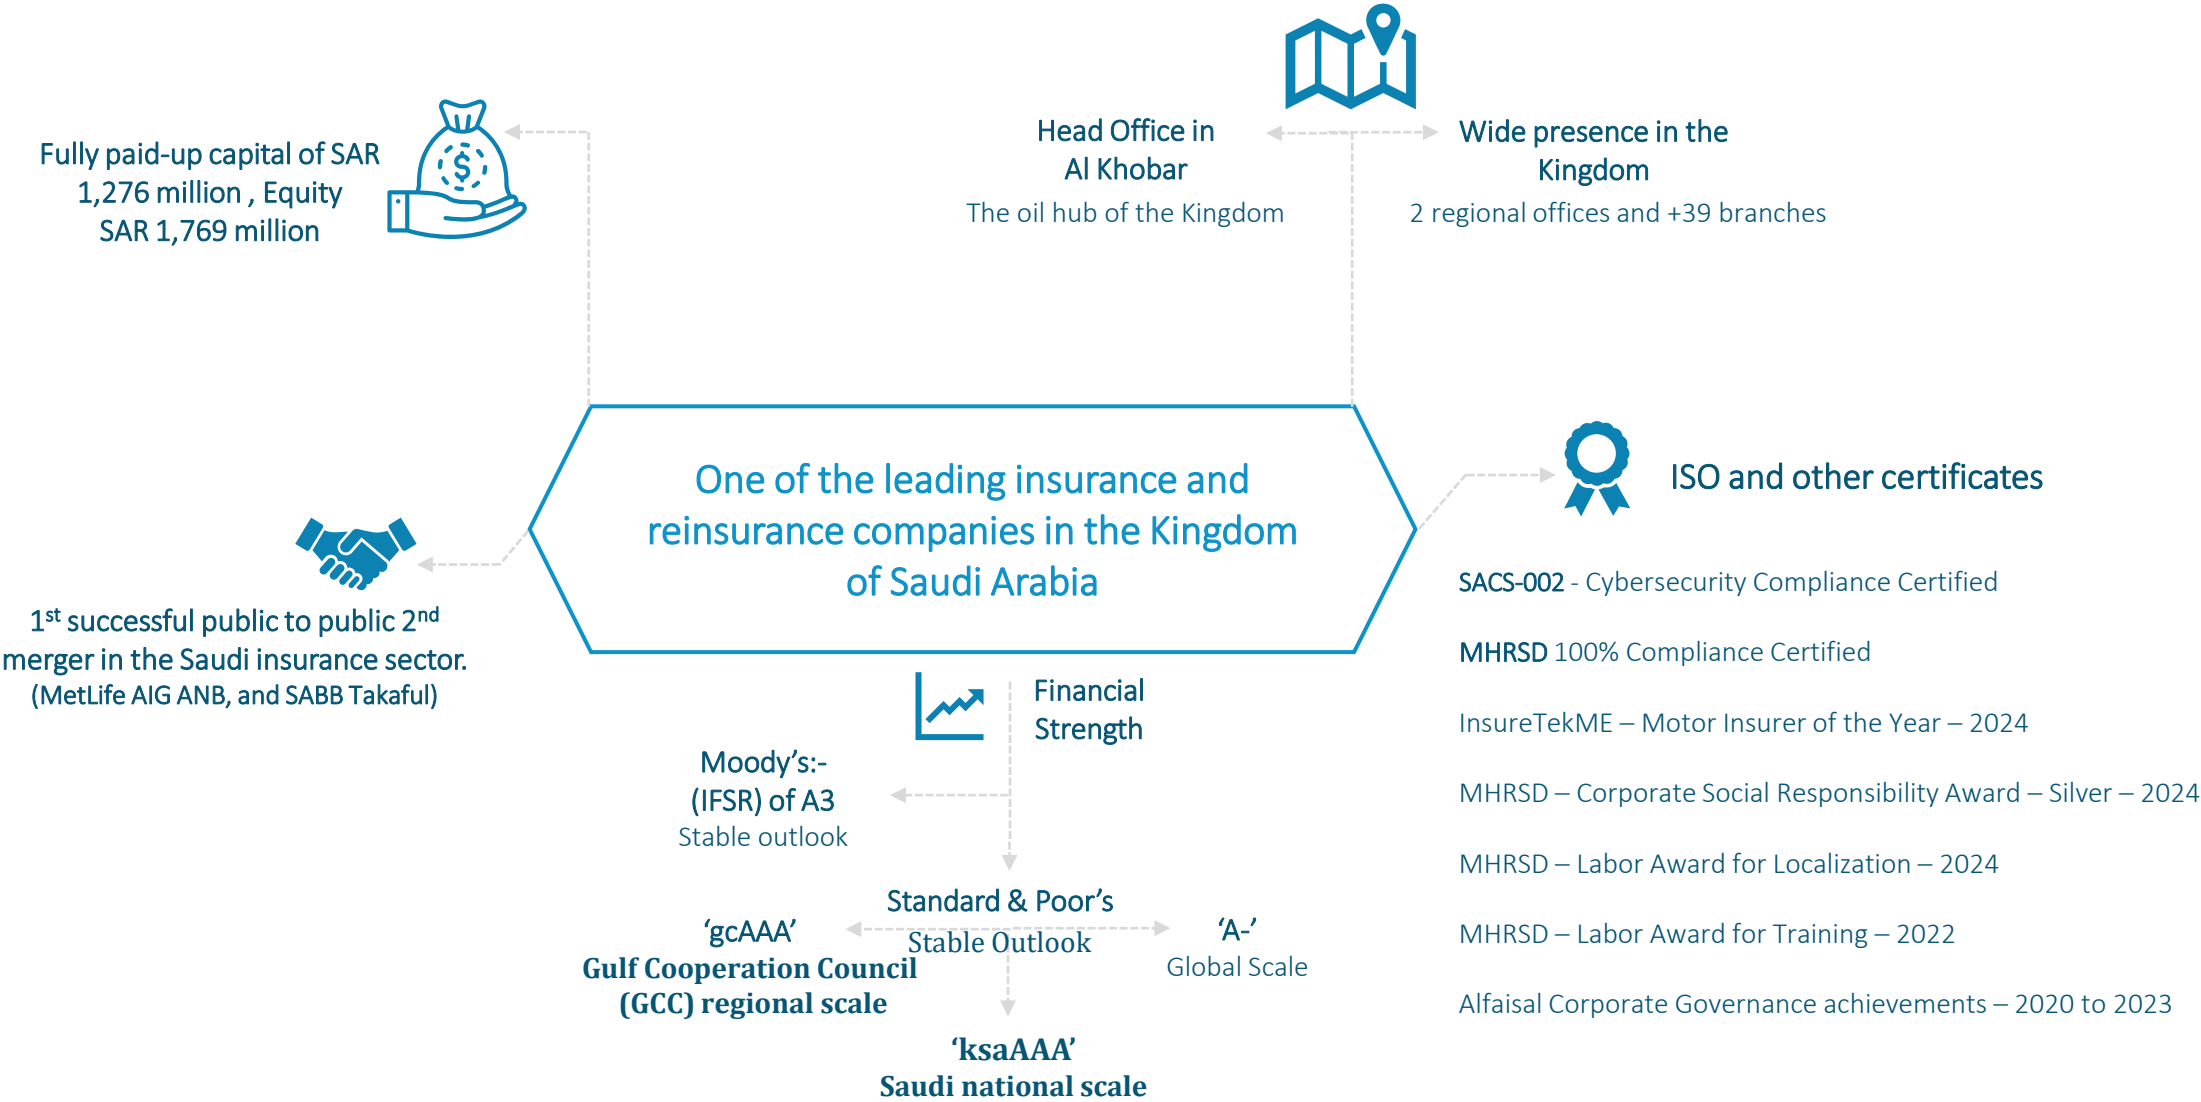 Fully paid-up capital of SAR
1,276 million , Equity
SAR 1,769 million
Head Office in
Al Khobar
The oil hub of the Kingdom
Wide presence in the
Kingdom
2 regional offices and +39 branches
One of the leading insurance and
reinsurance companies in the Kingdom
of Saudi Arabia
1st successful public to public 2nd
merger in the Saudi insurance sector.
(MetLife AIG ANB, and SABB Takaful)
ISO and other certificates
SACS-002 - Cybersecurity Compliance Certified
MHRSD 100% Compliance Certified
InsureTekME – Motor Insurer of the Year – 2024
MHRSD – Corporate Social Responsibility Award – Silver – 2024
MHRSD – Labor Award for Localization – 2024
MHRSD – Labor Award for Training – 2022
Alfaisal Corporate Governance achievements – 2020 to 2023
Financial
Strength
Moody’s:-
(IFSR) of A3
Stable outlook
Standard & Poor’s
Stable Outlook
‘gcAAA’
Gulf Cooperation Council
(GCC) regional scale
‘A-’
Global Scale
‘ksaAAA’
Saudi national scale